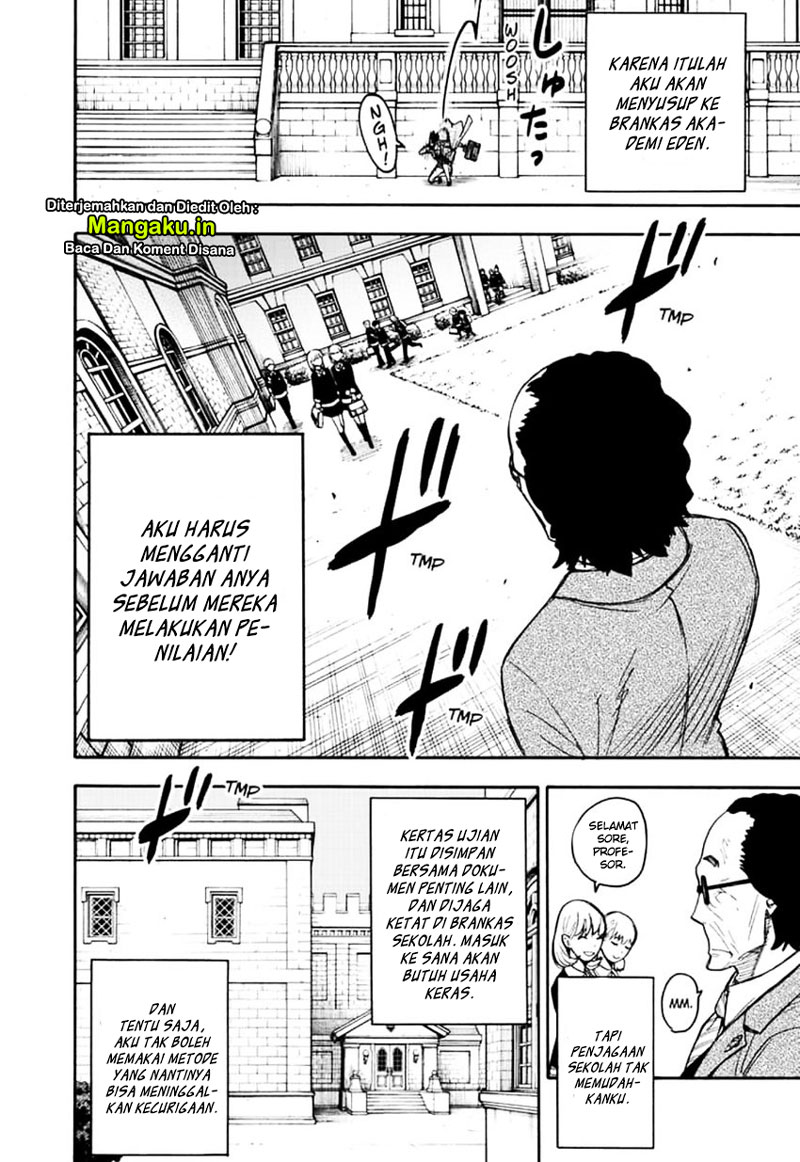 KARENA ITULAH
AKU AKAN
MENYUSUP KE
BRANKAS AKA-
DEMI EDEN.
しゅたっ
WOOSH
NGH!
Diterjemahkan dan Diedit Oleh :
Mangaku.in
Baca Dan Koment Disana
ド
TMP
ド
TMP
ド
TMP
AKU HARUS
MENGGANTI
JAWABAN ANYA
SEBELUM MEREKA
MELAKUKAN PE-
NILAIAN!
SELAMAT
SORE,
PROFE-
SOR.
MM.
TAPI
PENJAGAAN
SEKOLAH TAK
MEMUDAH-
KANKU.
ド
TMP
KERTAS UJIAN
ITU DISIMPAN
BERSAMA DOKU-
MEN PENTING LAIN,
DAN DIJAGA
KETAT DI BRANKAS
SEKOLAH. MASUK
KE SANA AKAN
BUTUH USAHA
KERAS.
DAN
TENTU SAJA,
AKU TAK BOLEH
MEMAKAI METODE
YANG NANTINYA
BISA MENINGGAL-
KAN KECURIGAAN.